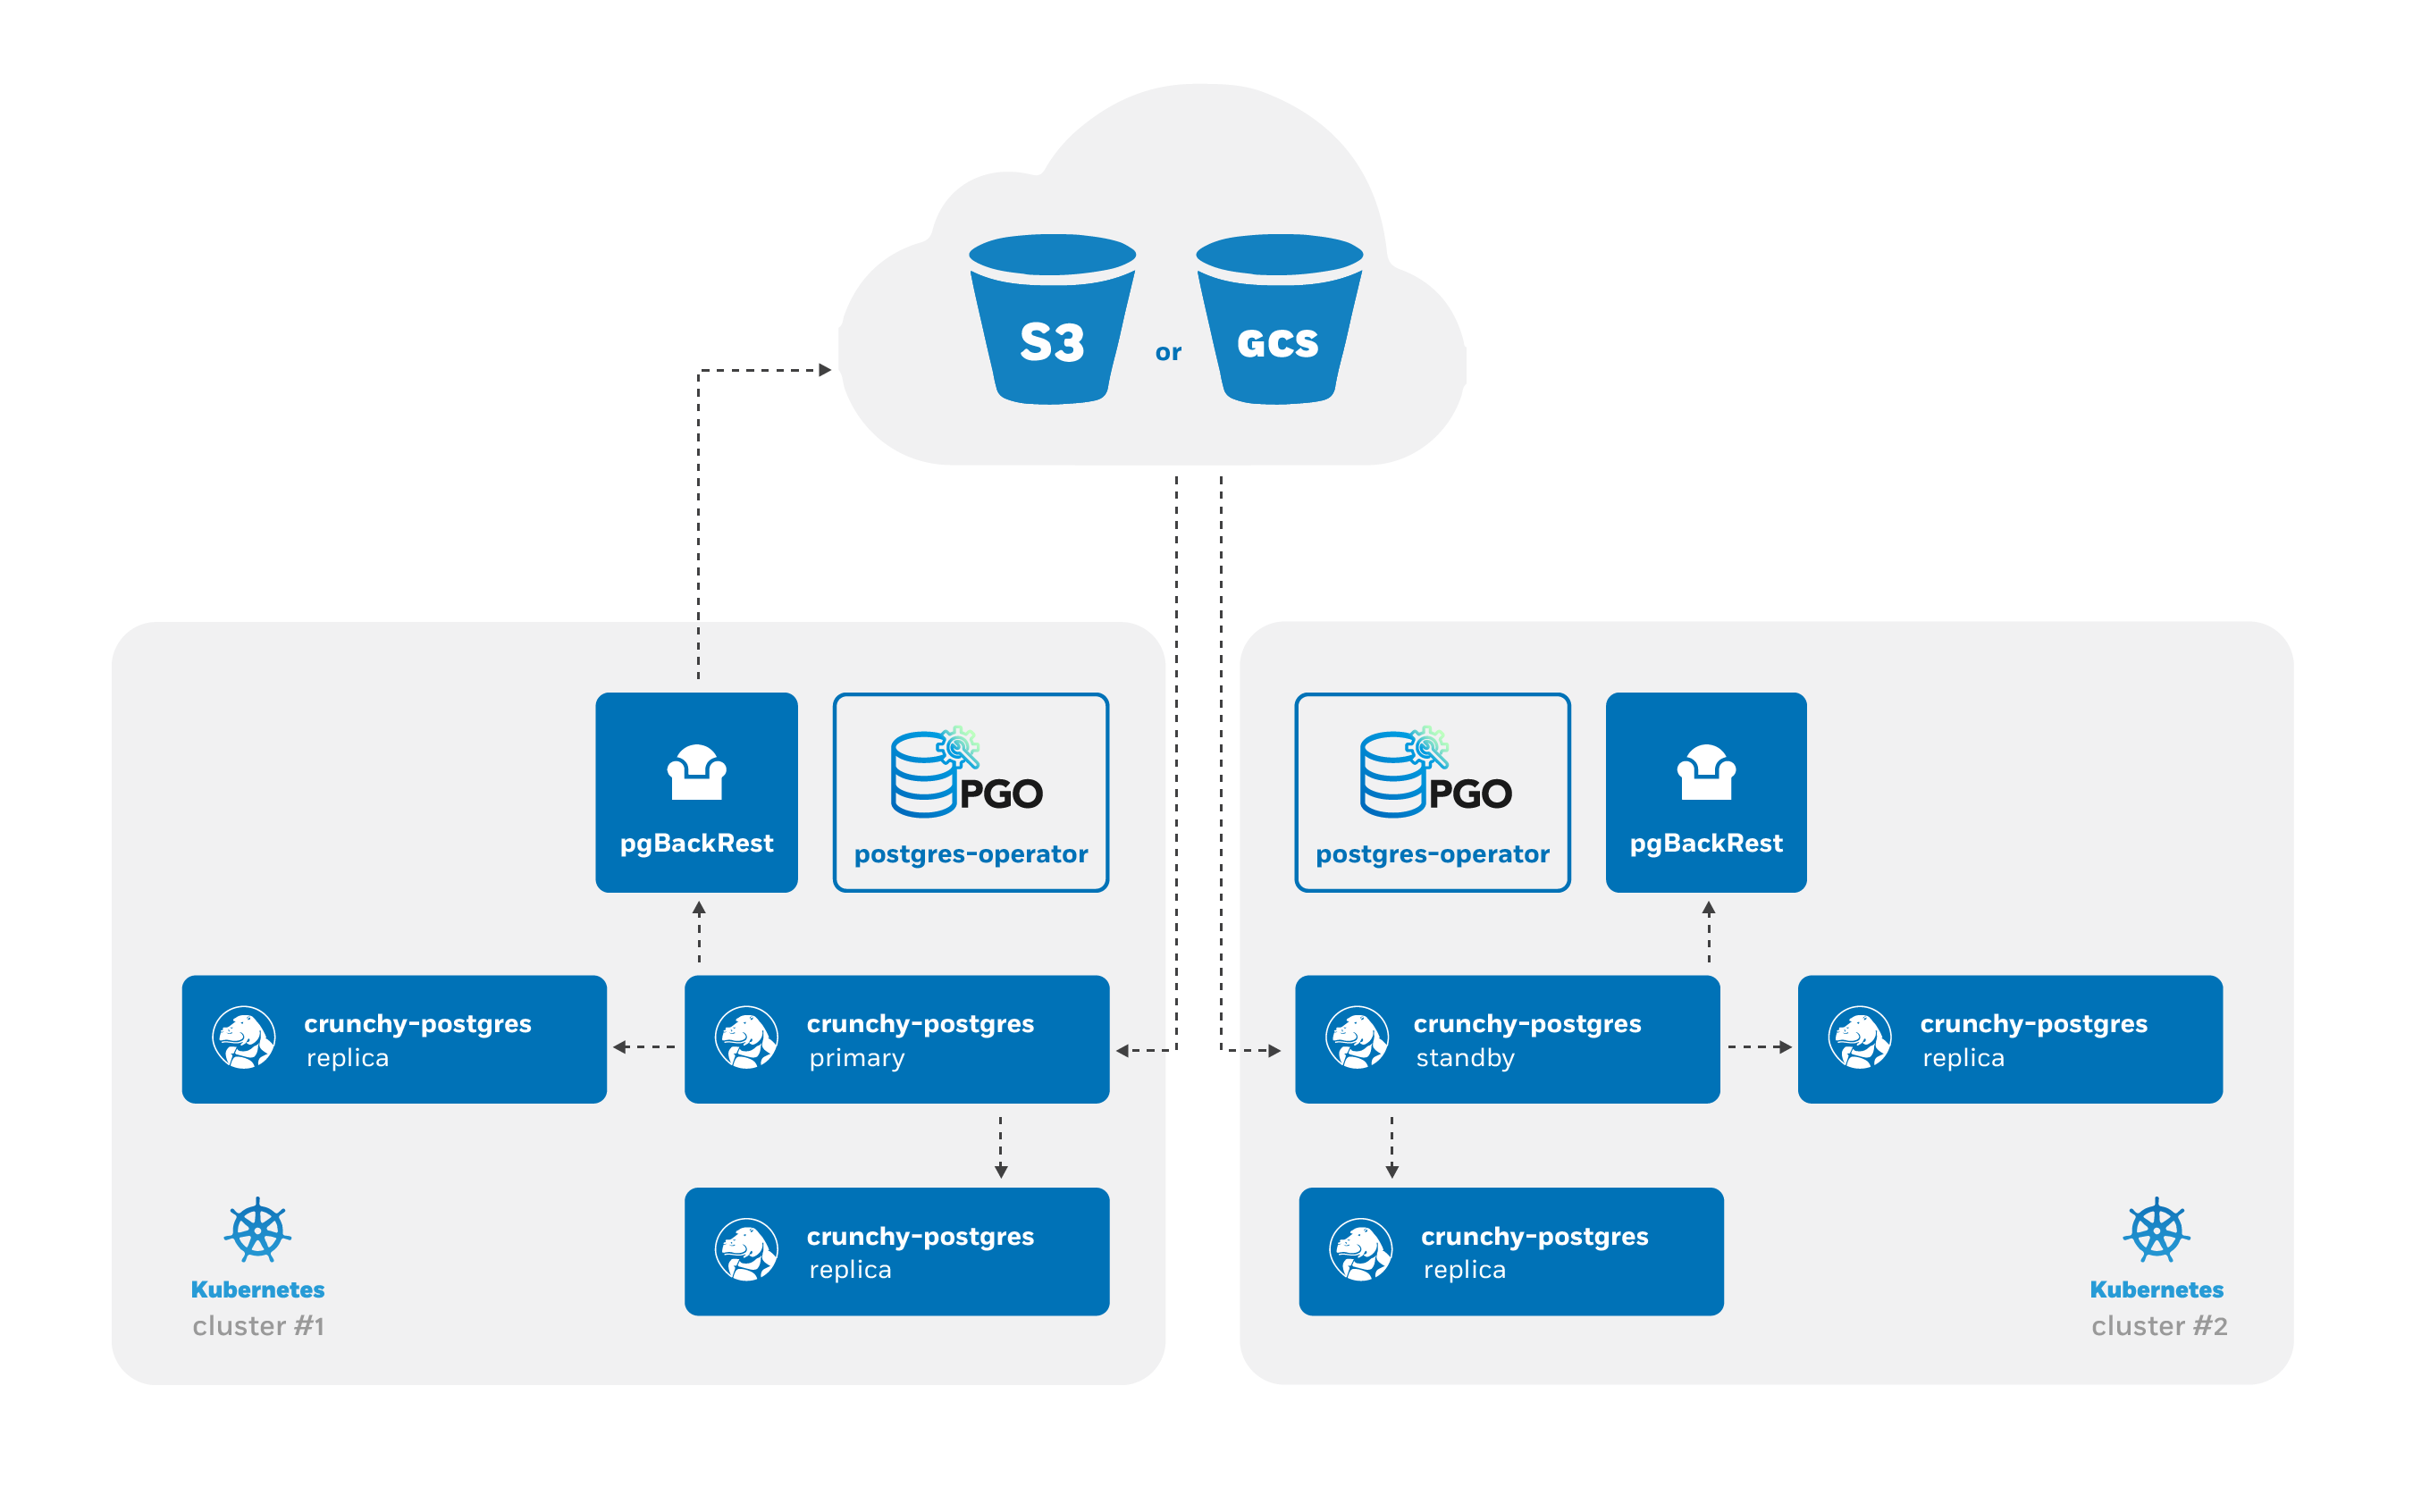 S3
or
GCS
pgBackRest
PGO
postgres-operator
PGO
postgres-operator
pgBackRest
crunchy-postgres
replica
crunchy-postgres
primary
crunchy-postgres
standby
crunchy-postgres
replica
crunchy-postgres
replica
crunchy-postgres
replica
Kubernetes
cluster #1
Kubernetes
cluster #2